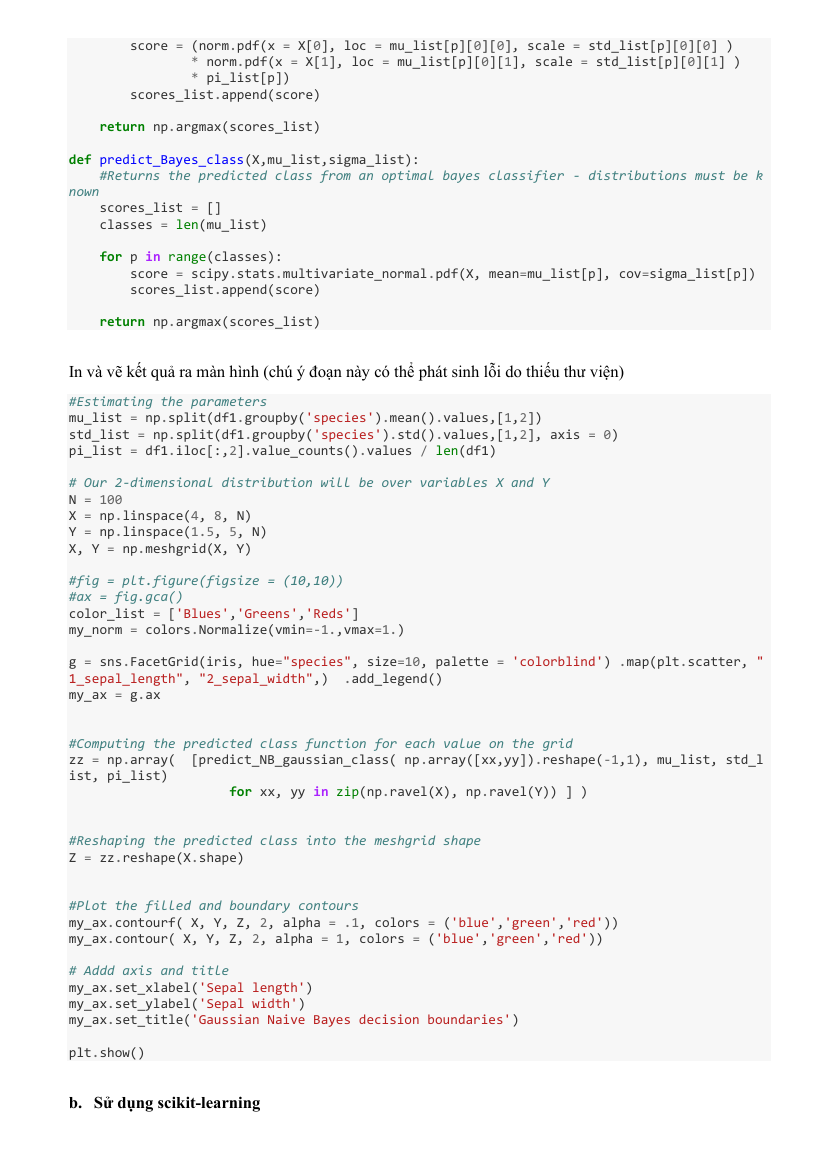 score = (norm.pdf(x = X[0], loc = mu_list[p][0][0], scale = std_list[p][0][0] )
                * norm.pdf(x = X[1], loc = mu_list[p][0][1], scale = std_list[p][0][1] )
                * pi_list[p])
        scores_list.append(score)

    return np.argmax(scores_list)

def predict_Bayes_class(X,mu_list,sigma_list):
    #Returns the predicted class from an optimal bayes classifier - distributions must be k
nown
    scores_list = []
    classes = len(mu_list)

    for p in range(classes):
        score = scipy.stats.multivariate_normal.pdf(X, mean=mu_list[p], cov=sigma_list[p])
        scores_list.append(score)

    return np.argmax(scores_list)

In và vẽ kết quả ra màn hình (chú ý đoạn này có thể phát sinh lỗi do thiếu thư viện)

#Estimating the parameters
mu_list = np.split(df1.groupby('species').mean().values,[1,2])
std_list = np.split(df1.groupby('species').std().values,[1,2], axis = 0)
pi_list = df1.iloc[:,2].value_counts().values / len(df1)

# Our 2-dimensional distribution will be over variables X and Y
N = 100
X = np.linspace(4, 8, N)
Y = np.linspace(1.5, 5, N)
X, Y = np.meshgrid(X, Y)

#fig = plt.figure(figsize = (10,10))
#ax = fig.gca()
color_list = ['Blues','Greens','Reds']
my_norm = colors.Normalize(vmin=-1.,vmax=1.)

g = sns.FacetGrid(iris, hue="species", size=10, palette = 'colorblind') .map(plt.scatter, "
1_sepal_length", "2_sepal_width",)  .add_legend()
my_ax = g.ax

#Computing the predicted class function for each value on the grid
zz = np.array(  [predict_NB_gaussian_class( np.array([xx,yy]).reshape(-1,1), mu_list, std_l
ist, pi_list)
                     for xx, yy in zip(np.ravel(X), np.ravel(Y)) ] )

#Reshaping the predicted class into the meshgrid shape
Z = zz.reshape(X.shape)

#Plot the filled and boundary contours
my_ax.contourf( X, Y, Z, 2, alpha = .1, colors = ('blue','green','red'))
my_ax.contour( X, Y, Z, 2, alpha = 1, colors = ('blue','green','red'))

# Addd axis and title
my_ax.set_xlabel('Sepal length')
my_ax.set_ylabel('Sepal width')
my_ax.set_title('Gaussian Naive Bayes decision boundaries')

plt.show()

b. Sử dụng scikit-learning